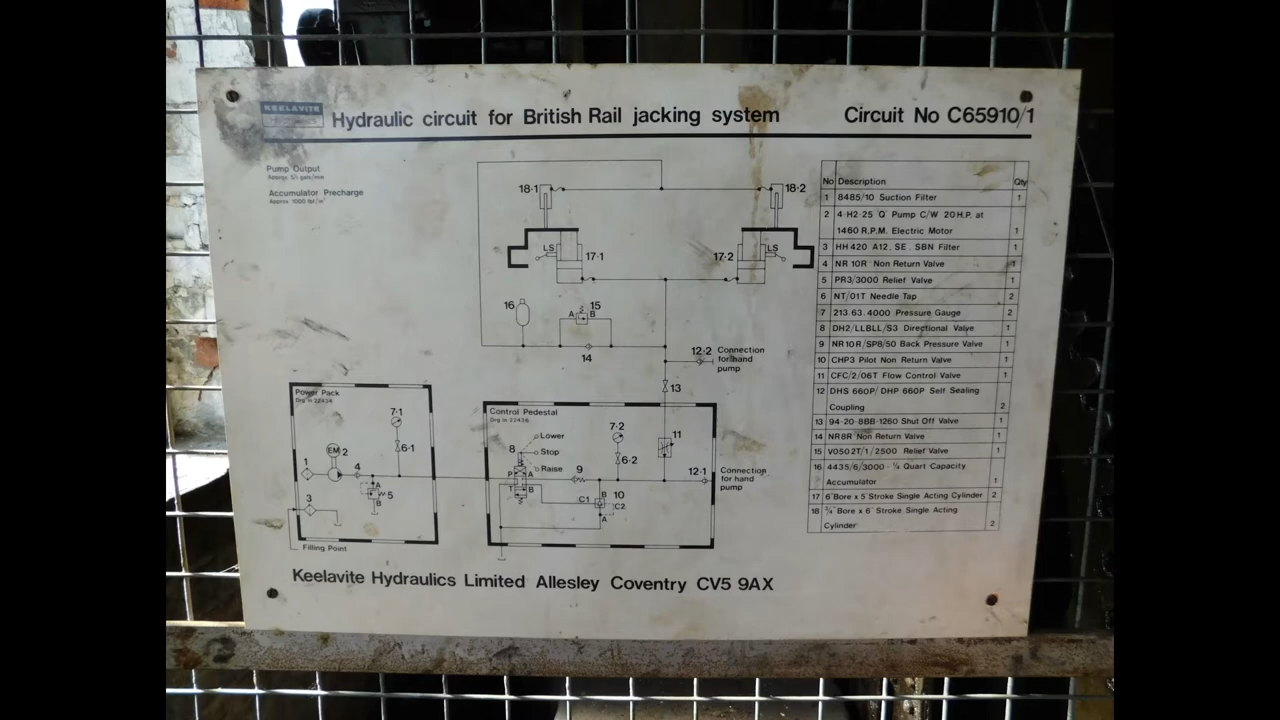 KEELAVITE
Hydraulic circuit for British Rail jacking system
Circuit No C65910/1
Pump Output
Accumulator Precharge
18·1
18·2
LS
17·1
17·2
LS
16
15
A
B
14
12·2
Connection
for hand
pump
13
Power Pack
Drg in 22436
7·1
6·1
EM
2
1
4
A
5
B
3
Filling Point
Control Pedestal
Drg in 22436
Lower
8
Stop
Raise
P
A
T
B
7·2
6·2
9
11
12·1
Connection
for hand
pump
B
10
C1
C2
A
No Description Qty
1 8485/10 Suction Filter 1
2 4·H2·25 Q Pump C/W 20 H.P. at
1460 R.P.M. Electric Motor 1
3 HH420 A12. SE. SBN Filter 1
4 NR 10R Non Return Valve 1
5 PR3/3000 Relief Valve 1
6 NT/01T Needle Tap 2
7 213.63.4000 Pressure Gauge 2
8 DH2/LLBLL/S3 Directional Valve 1
9 NR10R/SP8/50 Back Pressure Valve 1
10 CHP3 Pilot Non Return Valve 1
11 CFC/2/06T Flow Control Valve 1
12 DHS 660P/ DHP 660P Self Sealing
Coupling 2
13 94-20-8BB-1260 Shut Off Valve 1
14 NR8R Non Return Valve 1
15 V0502T/1/2500 Relief Valve 1
16 4435/6/3000 - ¼ Quart Capacity
Accumulator 1
17 6"Bore x 5" Stroke Single Acting Cylinder 2
18 ¾" Bore x 6" Stroke Single Acting
Cylinder 2
Keelavite Hydraulics Limited Allesley Coventry CV5 9AX